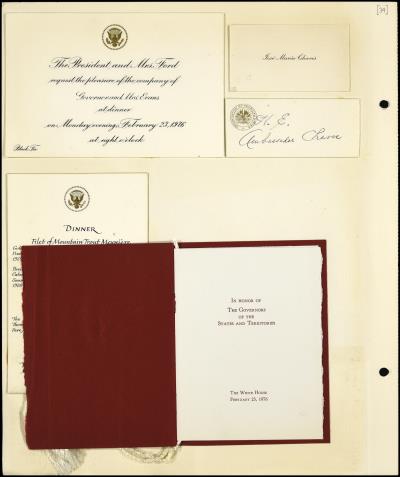 [39]
The President and Mrs. Ford
request the pleasure of the company of
Governor and Mrs. Evans
at dinner
on Monday evening, February 23, 1976
at eight o'clock
Black Tie
José María Chaves
H. E.
Ambassador Chaves
DINNER
Filet of Mountain Trout
IN HONOR OF
THE GOVERNORS
OF THE
STATES AND TERRITORIES
THE WHITE HOUSE
FEBRUARY 23, 1976